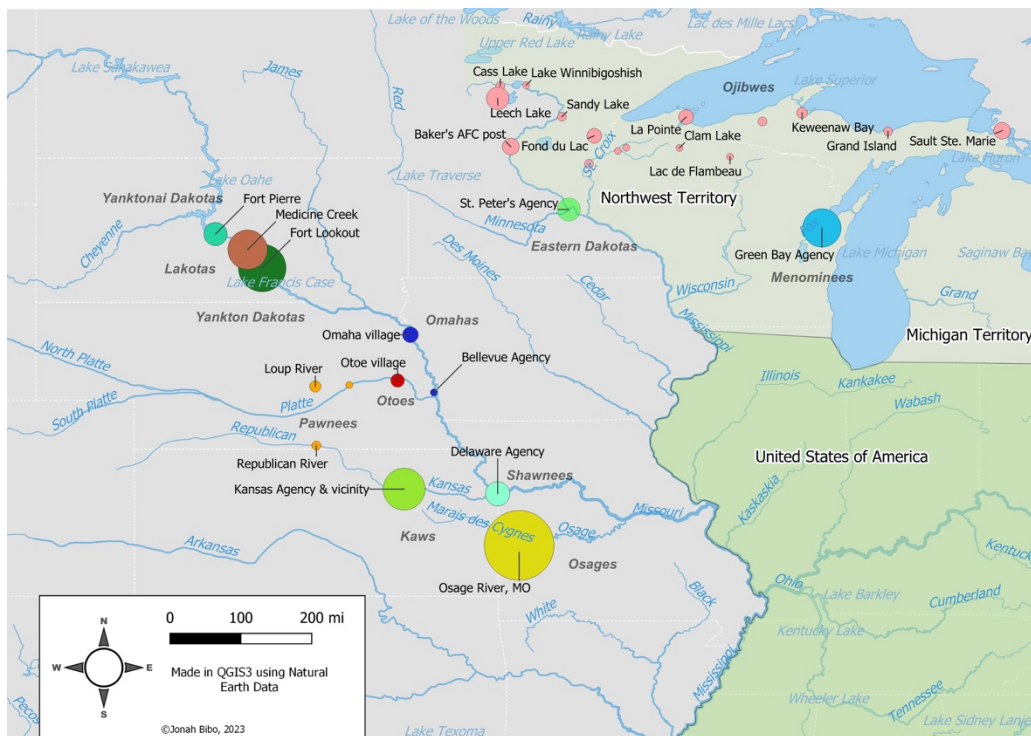 Lake of the Woods
Rainy
Rainy Lake
Lac des Mille Lacs
Upper Red Lake
Lake Sakakawea
James
Red
Cass Lake
Lake Winnibigoshish
Ojibwes
Lake Superior
Leech Lake
Sandy Lake
Baker's AFC post
Fond du Lac
La Pointe
Clam Lake
Keweenaw Bay
Grand Island
Sault Ste. Marie
Lake Huron
St. Croix
Lac de Flambeau
Lake Traverse
Northwest Territory
Lake Oahe
Yanktonai Dakotas
Fort Pierre
Medicine Creek
Fort Lookout
St. Peter's Agency
Minnesota
Eastern Dakotas
Cheyenne
Lakotas
Lake Francis Case
Yankton Dakotas
Des Moines
Cedar
Fox
Green Bay Agency
Menominees
Lake Michigan
Saginaw Bay
Wisconsin
Grand
Mississippi
Michigan Territory
Omaha village
Omahas
North Platte
Otoe village
Bellevue Agency
Loup River
South Platte
Platte
Otoes
Pawnees
Illinois
Kankakee
Wabash
Republican
Republican River
Delaware Agency
Shawnees
United States of America
Kansas Agency & vicinity
Kansas
Missouri
Kaskaskia
Marais des Cygnes
Osage
Kaws
Osages
Arkansas
Osage River, MO
Kentucky
Ohio
Lake Barkley
Cumberland
Black
White
Kentucky Lake
Mississippi
Wheeler Lake
Tennessee
Lake Sidney Lanie
Lake Texoma
Pecos
N
W
E
S
0 100 200 mi
Made in QGIS3 using Natural
Earth Data
©Jonah Bibo, 2023